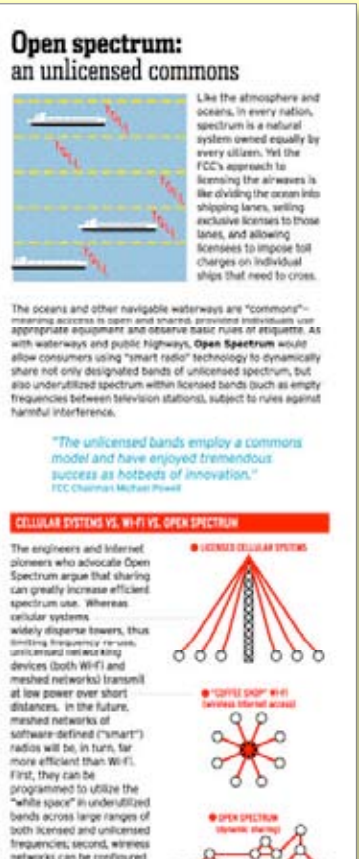 Open spectrum:
an unlicensed commons
Like the atmosphere and
oceans, in every nation,
spectrum is a natural
system owned equally by
every citizen. Yet the
FCC's approach to
licensing the airwaves is
like dividing the ocean into
shipping lanes, selling
exclusive licenses to those
lanes, and allowing
licensees to impose toll
charges on individual
ships that need to cross.
TOLL
TOLL
TOLL
TOLL
TOLL
The oceans and other navigable waterways are "commons"—
meaning access is open and shared, provided individuals use
appropriate equipment and observe basic rules of etiquette. As
with waterways and public highways, Open Spectrum would
allow consumers using "smart radio" technology to dynamically
share not only designated bands of unlicensed spectrum, but
also underutilized spectrum within licensed bands (such as empty
frequencies between television stations), subject to rules against
harmful interference.
"The unlicensed bands employ a commons
model and have enjoyed tremendous
success as hotbeds of innovation."
FCC Chairman Michael Powell
CELLULAR SYSTEMS VS. WI-FI VS. OPEN SPECTRUM
The engineers and Internet
pioneers who advocate Open
Spectrum argue that sharing
can greatly increase efficient
spectrum use. Whereas
cellular systems
widely disperse towers, thus
limiting frequency re-use,
unlicensed networking
devices (both Wi-Fi and
meshed networks) transmit
at low power over short
distances. In the future,
meshed networks of
software-defined ("smart")
radios will be, in turn, far
more efficient than Wi-Fi.
First, they can be
programmed to utilize the
"white space" in underutilized
bands across large ranges of
both licensed and unlicensed
frequencies; second, wireless
networks can be configured
LICENSED CELLULAR SYSTEMS
"COFFEE SHOP" WI-FI
(wireless internet access)
OPEN SPECTRUM
(dynamic sharing)